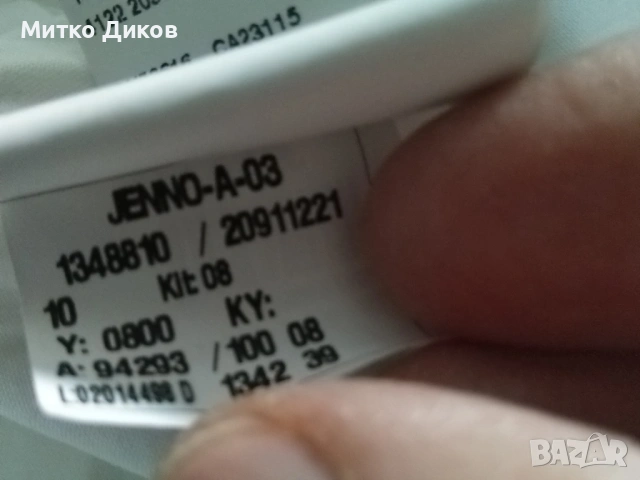 Митко Диков
CA23115
JENNO-A-03
1348810 / 20911221
10 Kit: 08
Y: 0800 KY:
A: 94293 /100 08
L:02014498 D 1342 39
BAZAR